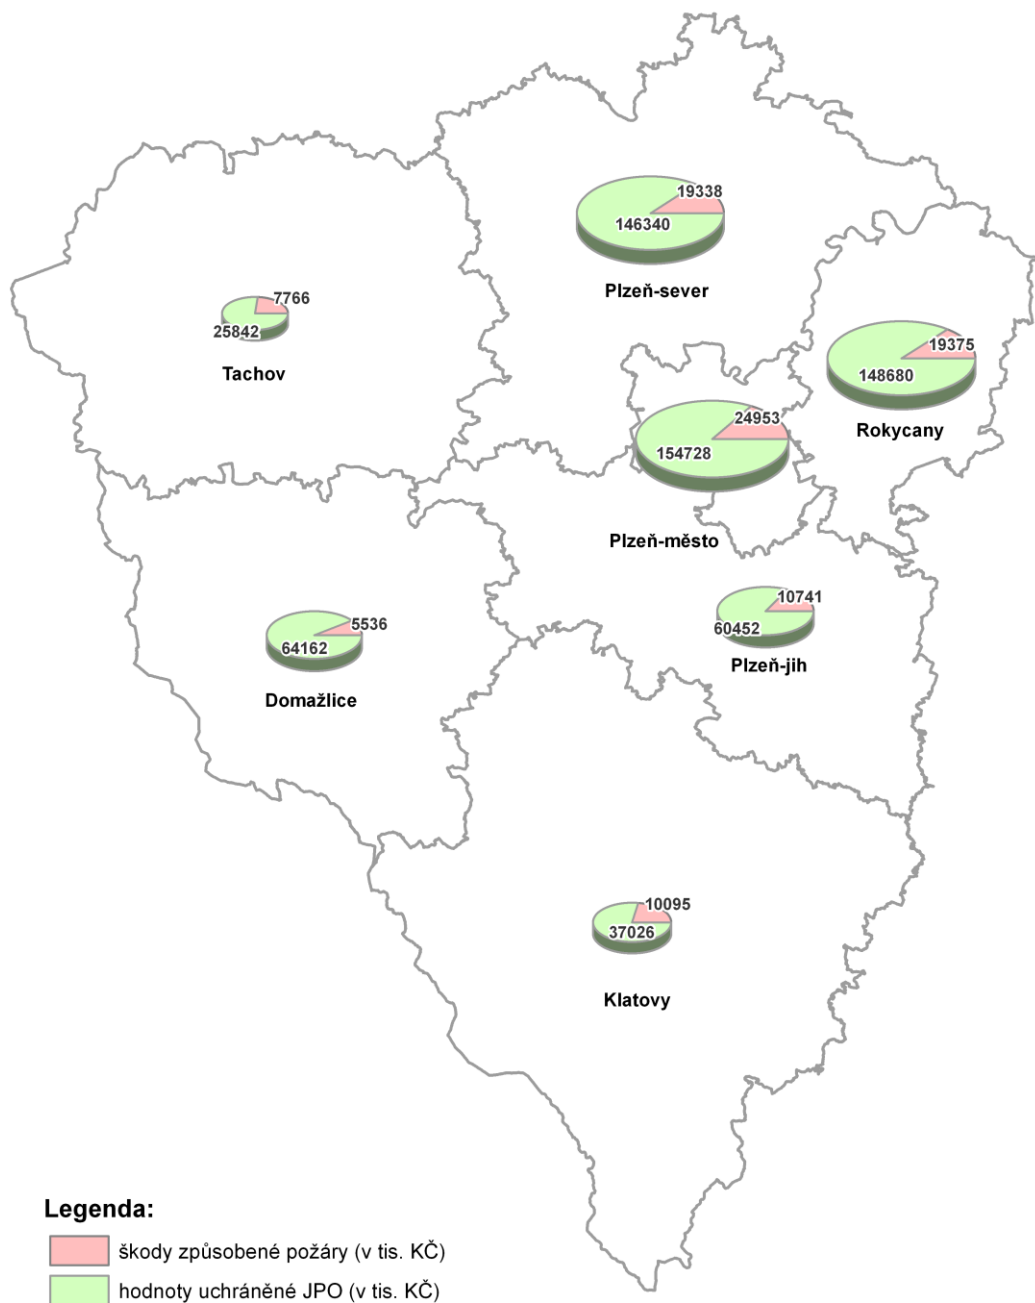 19338
146340
Plzeň-sever
7766
25842
Tachov
19375
148680
Rokycany
24953
154728
Plzeň-město
10741
60452
Plzeň-jih
5536
64162
Domažlice
10095
37026
Klatovy
Legenda:
škody způsobené požáry (v tis. KČ)
hodnoty uchráněné JPO (v tis. KČ)